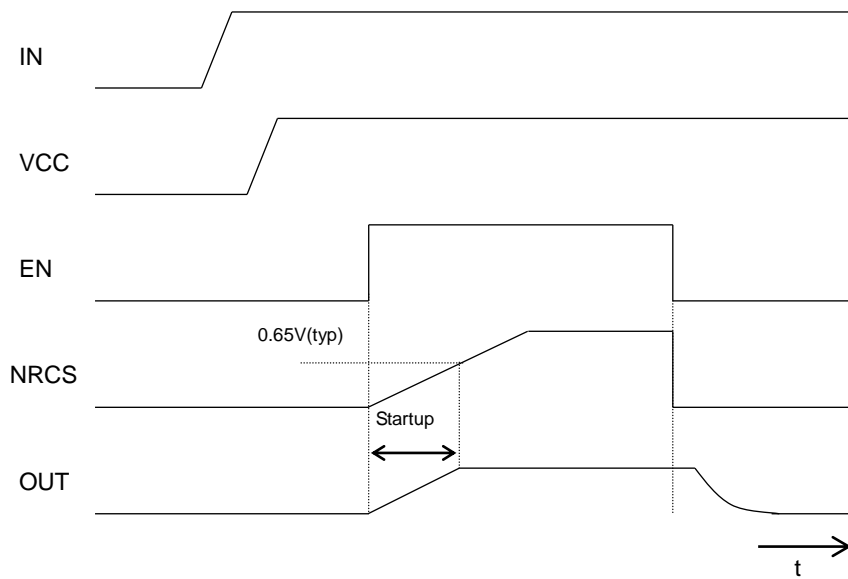 IN
VCC
EN
0.65V(typ)
NRCS
Startup
OUT
t